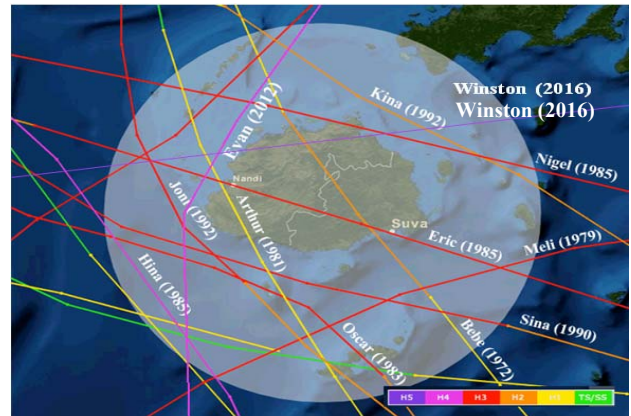 Winston (2016)
Winston (2016)
Kina (1992)
Evan (2012)
Nigel (1985)
Nandi
Joni (1992)
Arthur (1981)
Suva
Eric (1985)
Meli (1979)
Hina (1985)
Oscar (1983)
Bebe (1972)
Sina (1990)
H5 H4 H3 H2 H1 TS/SS